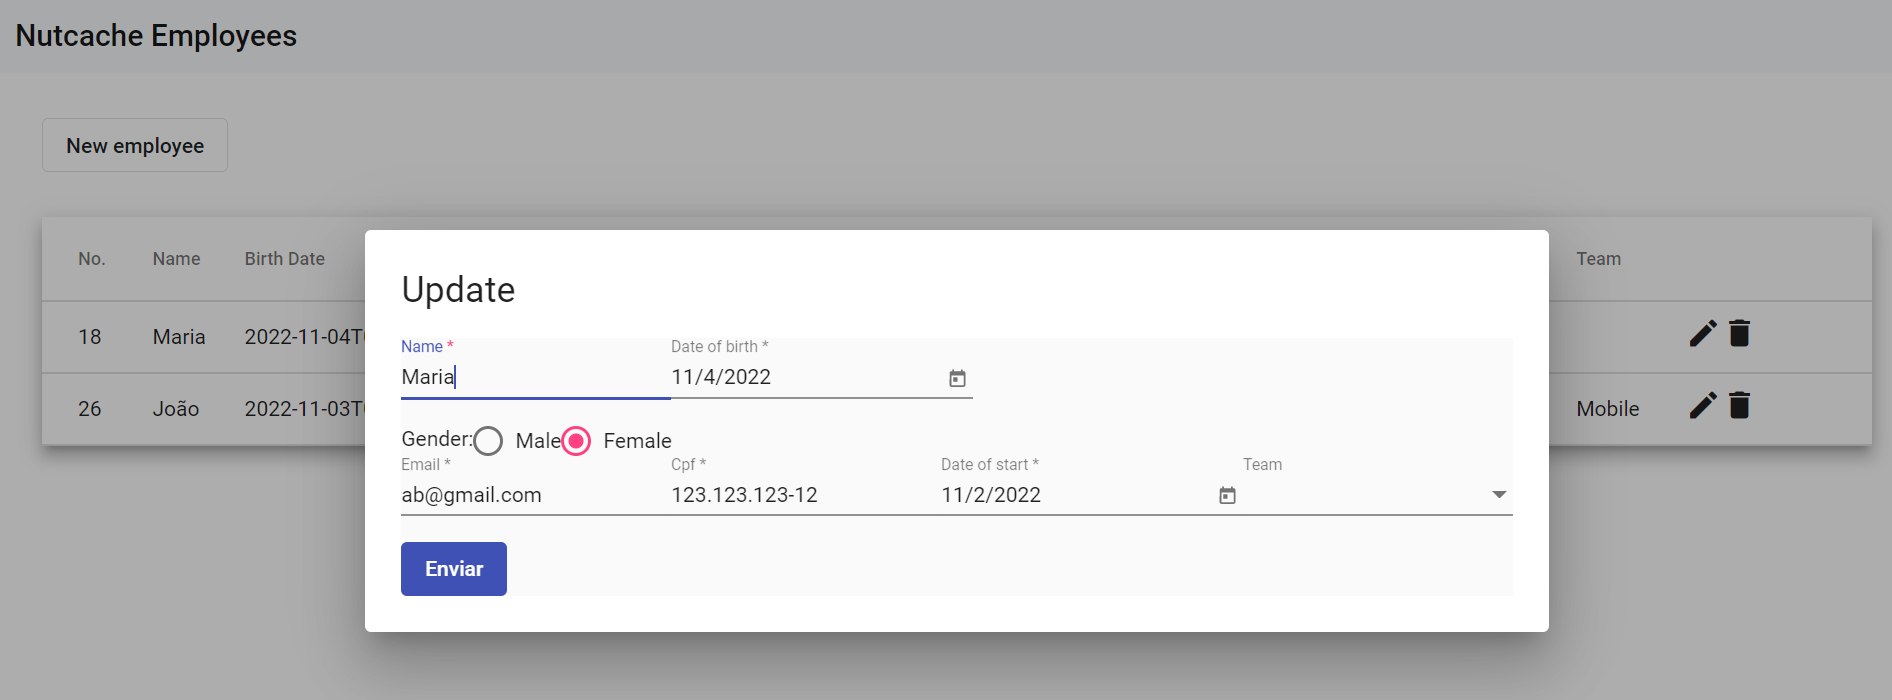 Nutcache Employees
New employee
No. Name Birth Date Team
18 Maria 2022-11-04T
26 João 2022-11-03T Mobile
Update
Name * Date of birth *
Maria 11/4/2022
Gender: Male Female
Email * Cpf * Date of start * Team
ab@gmail.com 123.123.123-12 11/2/2022
Enviar